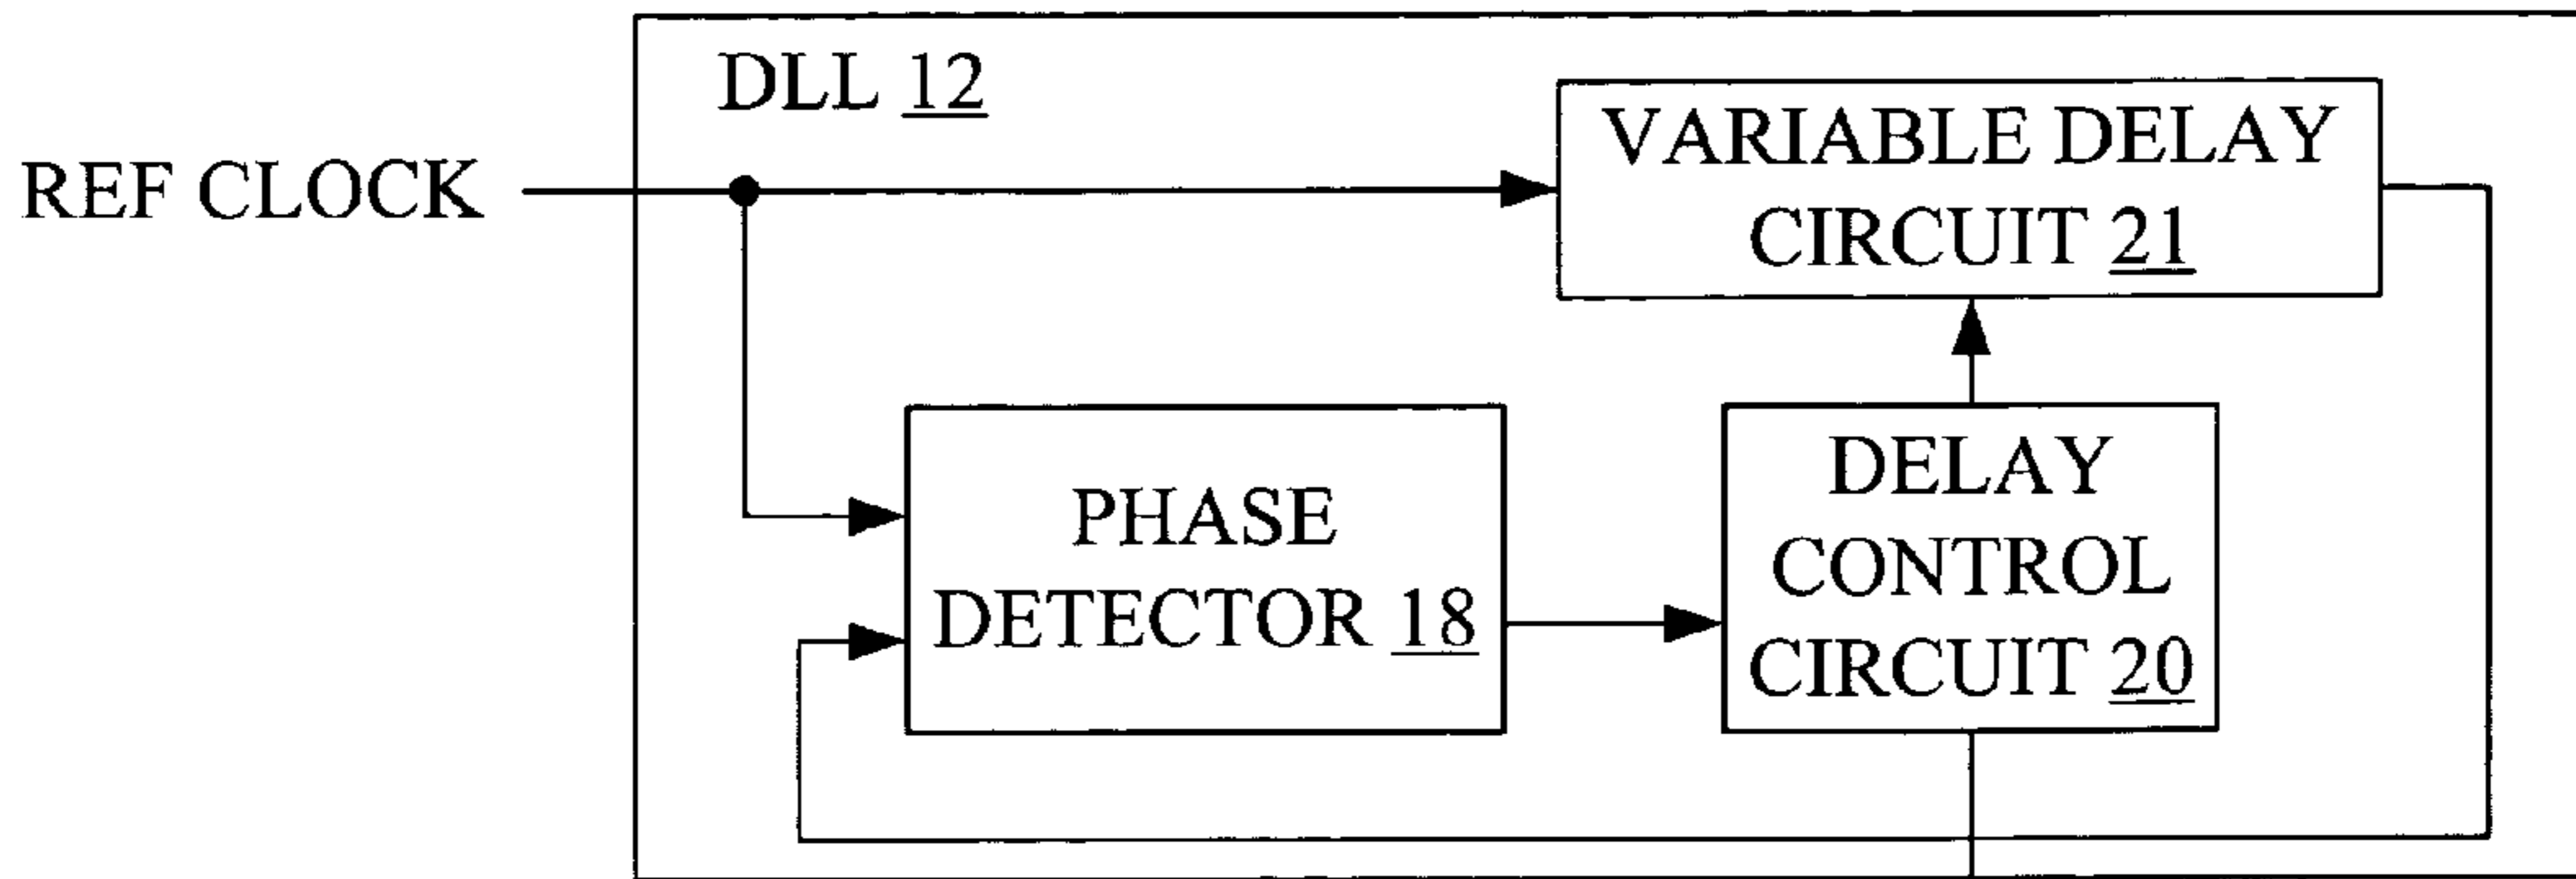 DLL 12
REF CLOCK
VARIABLE DELAY
CIRCUIT 21
PHASE
DETECTOR 18
DELAY
CONTROL
CIRCUIT 20